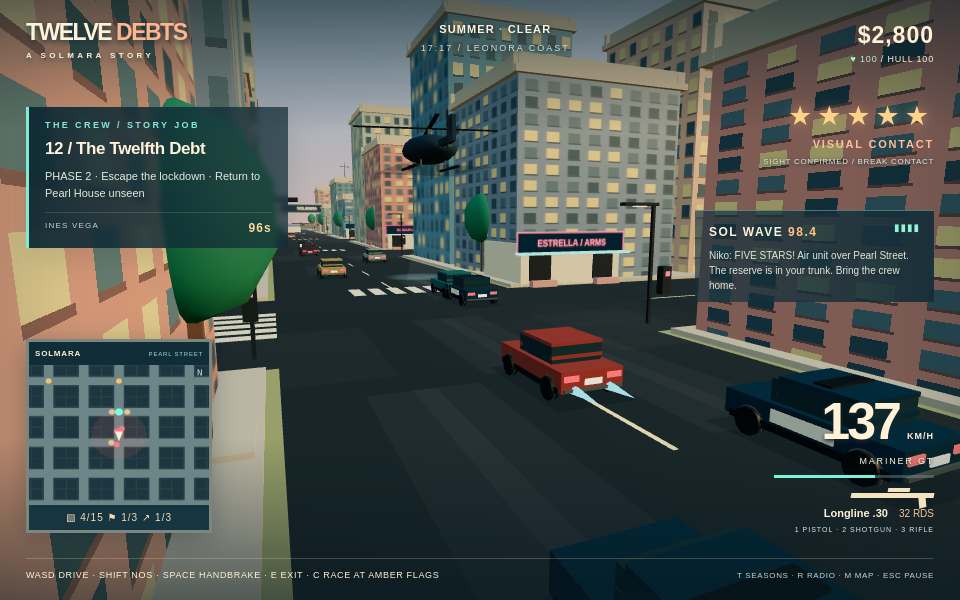 TWELVE DEBTS
A SOLMARA STORY
SUMMER · CLEAR
17:17 / LEONORA COAST
$2,800
♥ 100 / HULL 100
★ ★ ★ ★ ★
VISUAL CONTACT
SIGHT CONFIRMED / BREAK CONTACT
THE CREW / STORY JOB
12 / The Twelfth Debt
PHASE 2 · Escape the lockdown · Return to
Pearl House unseen
INES VEGA 96s
SOL WAVE 98.4
Niko: FIVE STARS! Air unit over Pearl Street.
The reserve is in your trunk. Bring the crew
home.
ESTRELLA / ARMS
SOLMARA PEARL STREET
N
4/15 1/3 1/3
137 KM/H
MARINER GT
Longline .30 32 RDS
1 PISTOL · 2 SHOTGUN · 3 RIFLE
WASD DRIVE · SHIFT NOS · SPACE HANDBRAKE · E EXIT · C RACE AT AMBER FLAGS
T SEASONS · R RADIO · M MAP · ESC PAUSE